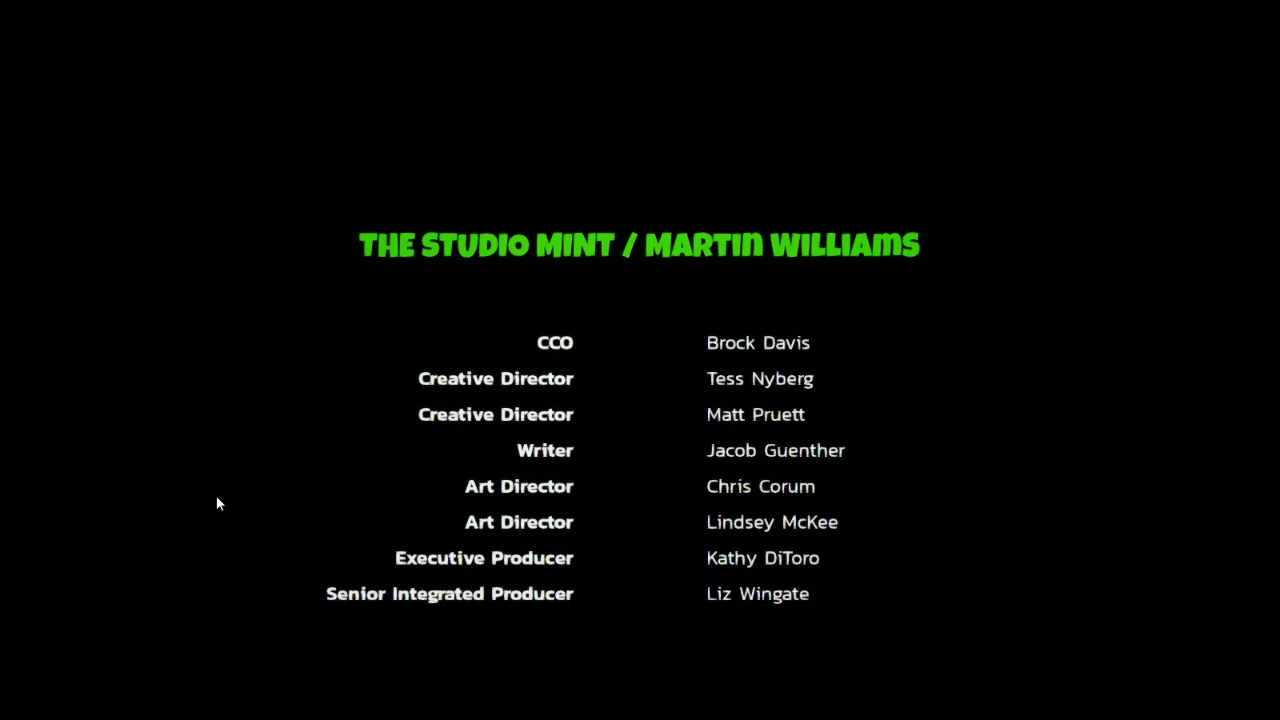 THE STUDIO MINT / MARTIN WILLIAMS
CCO Brock Davis
Creative Director Tess Nyberg
Creative Director Matt Pruett
Writer Jacob Guenther
Art Director Chris Corum
Art Director Lindsey McKee
Executive Producer Kathy DiToro
Senior Integrated Producer Liz Wingate